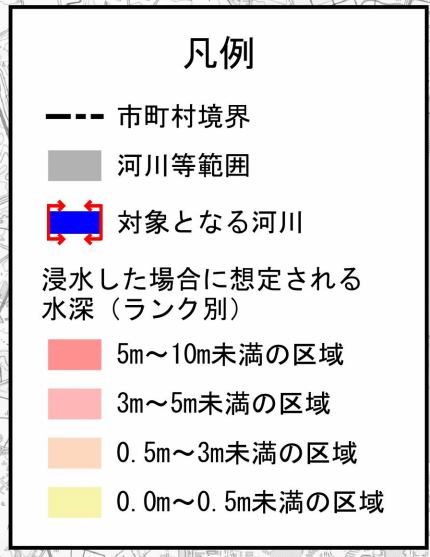 凡例
市町村境界
河川等範囲
対象となる河川
浸水した場合に想定される
水深（ランク別）
5m～10m未満の区域
3m～5m未満の区域
0.5m～3m未満の区域
0.0m～0.5m未満の区域